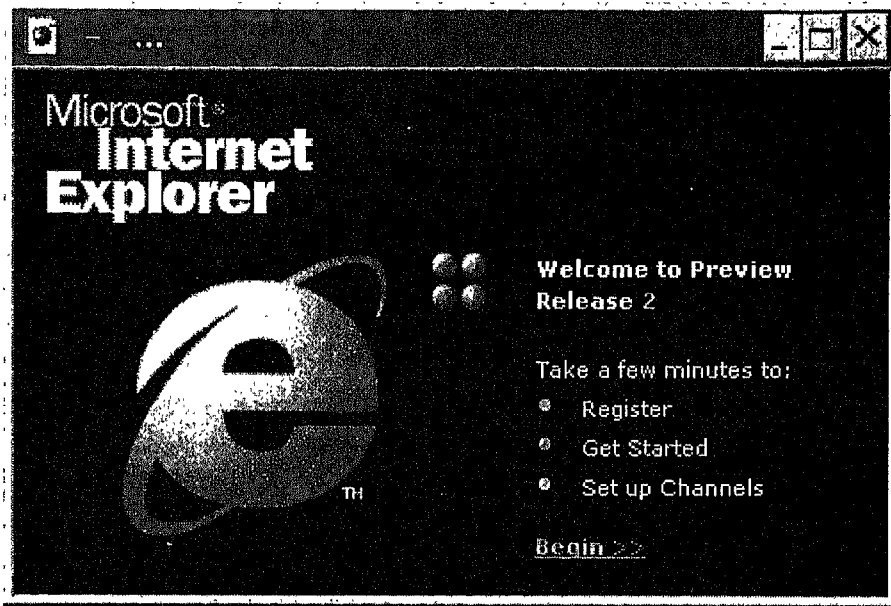 Microsoft®
Internet
Explorer
Welcome to Preview
Release 2
Take a few minutes to:
Register
Get Started
Set up Channels
Begin >>
TM